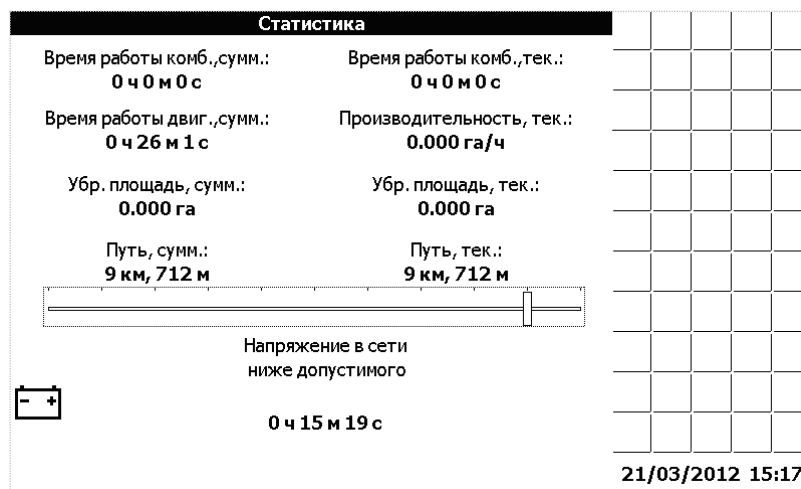 Статистика
Время работы комб.,сумм.:
0 ч 0 м 0 с
Время работы комб.,тек.:
0 ч 0 м 0 с
Время работы двиг.,сумм.:
0 ч 26 м 1 с
Производительность, тек.:
0.000 га/ч
Убр. площадь, сумм.:
0.000 га
Убр. площадь, тек.:
0.000 га
Путь, сумм.:
9 км, 712 м
Путь, тек.:
9 км, 712 м
Напряжение в сети
ниже допустимого
0 ч 15 м 19 с
21/03/2012 15:17